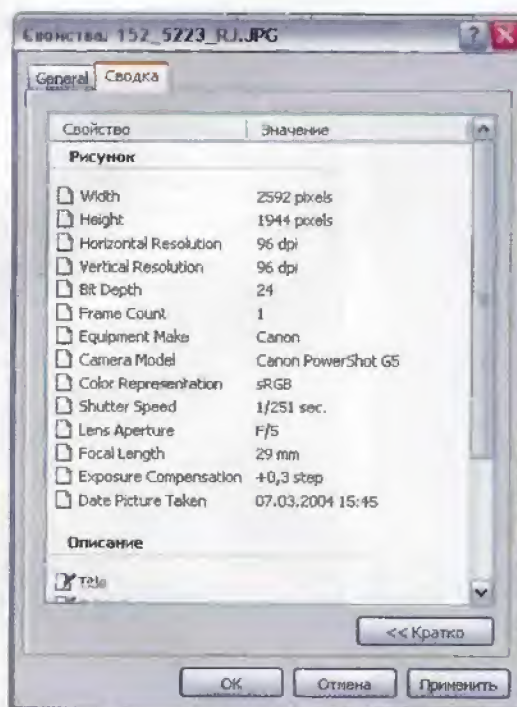 Свойства: 152_5223_RJ.JPG
General Сводка
Свойство Значение
Рисунок
Width 2592 pixels
Height 1944 pixels
Horizontal Resolution 96 dpi
Vertical Resolution 96 dpi
Bit Depth 24
Frame Count 1
Equipment Make Canon
Camera Model Canon PowerShot G5
Color Representation sRGB
Shutter Speed 1/251 sec.
Lens Aperture F/5
Focal Length 29 mm
Exposure Compensation +0,3 step
Date Picture Taken 07.03.2004 15:45
Описание
Title
<< Кратко
OK Отмена Применить